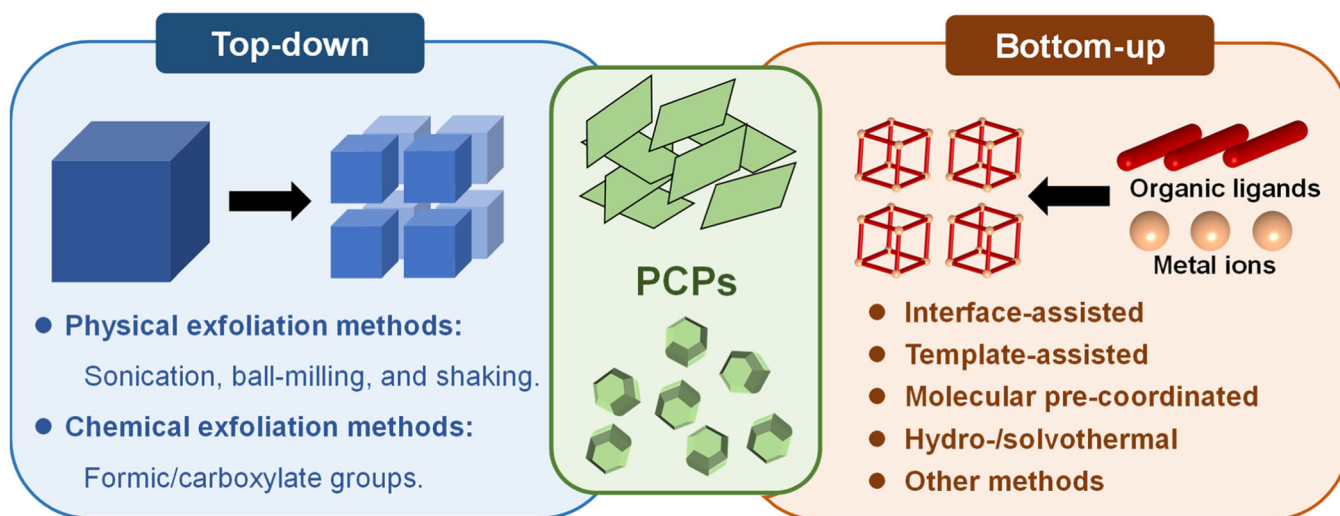 Top-down
Physical exfoliation methods:
Sonication, ball-milling, and shaking.
Chemical exfoliation methods:
Formic/carboxylate groups.
PCPs
Bottom-up
Organic ligands
Metal ions
Interface-assisted
Template-assisted
Molecular pre-coordinated
Hydro-/solvothermal
Other methods